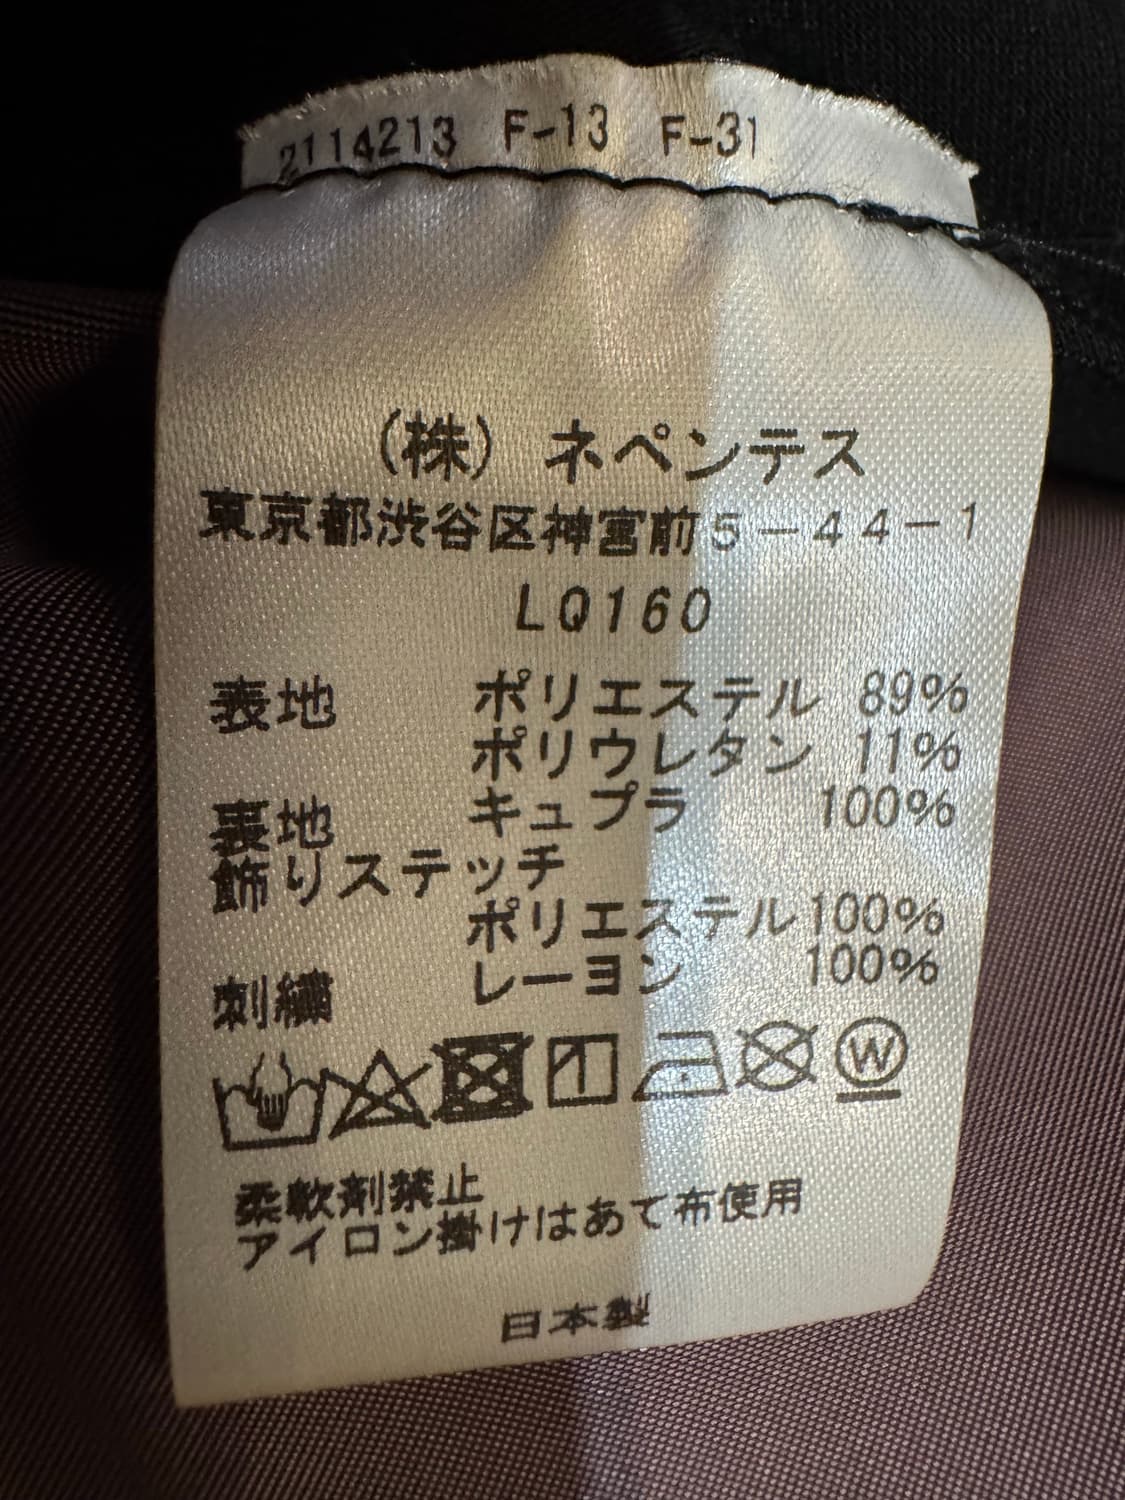 2114213 F-13 F-31
(株) ネペンテス
東京都渋谷区神宮前5-44-1
LQ160
表地 ポリエステル 89%
ポリウレタン 11%
裏地 キュプラ 100%
飾りステッチ
ポリエステル100%
刺繍 レーヨン 100%
W
柔軟剤禁止
アイロン掛けはあて布使用
日本製